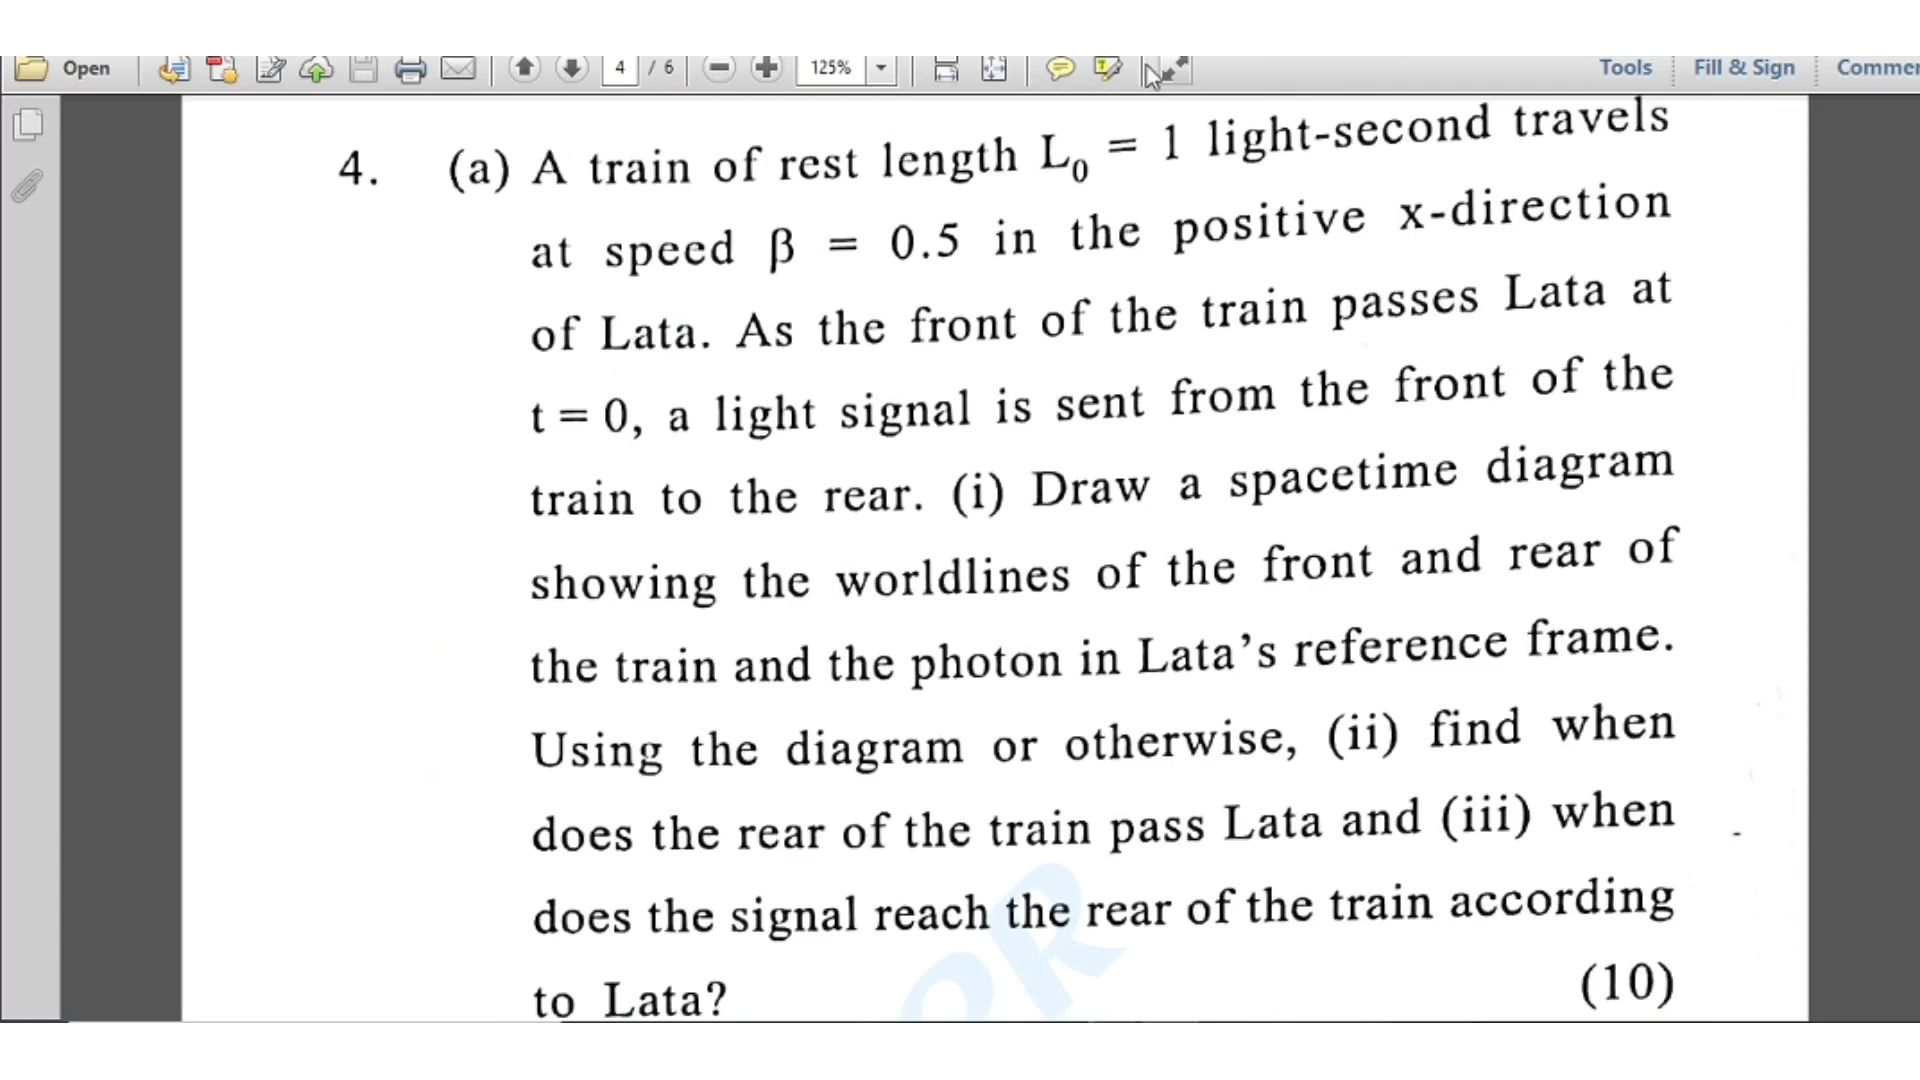 Open 4 / 6 125% Tools Fill & Sign Commen
4. (a) A train of rest length L₀ = 1 light-second travels
at speed β = 0.5 in the positive x-direction
of Lata. As the front of the train passes Lata at
t = 0, a light signal is sent from the front of the
train to the rear. (i) Draw a spacetime diagram
showing the worldlines of the front and rear of
the train and the photon in Lata's reference frame.
Using the diagram or otherwise, (ii) find when
does the rear of the train pass Lata and (iii) when
does the signal reach the rear of the train according
to Lata? (10)